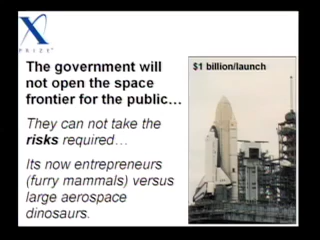 X
PRIZE
The government will
not open the space
frontier for the public...
They can not take the
risks required...
Its now entrepreneurs
(furry mammals) versus
large aerospace
dinosaurs.
$1 billion/launch